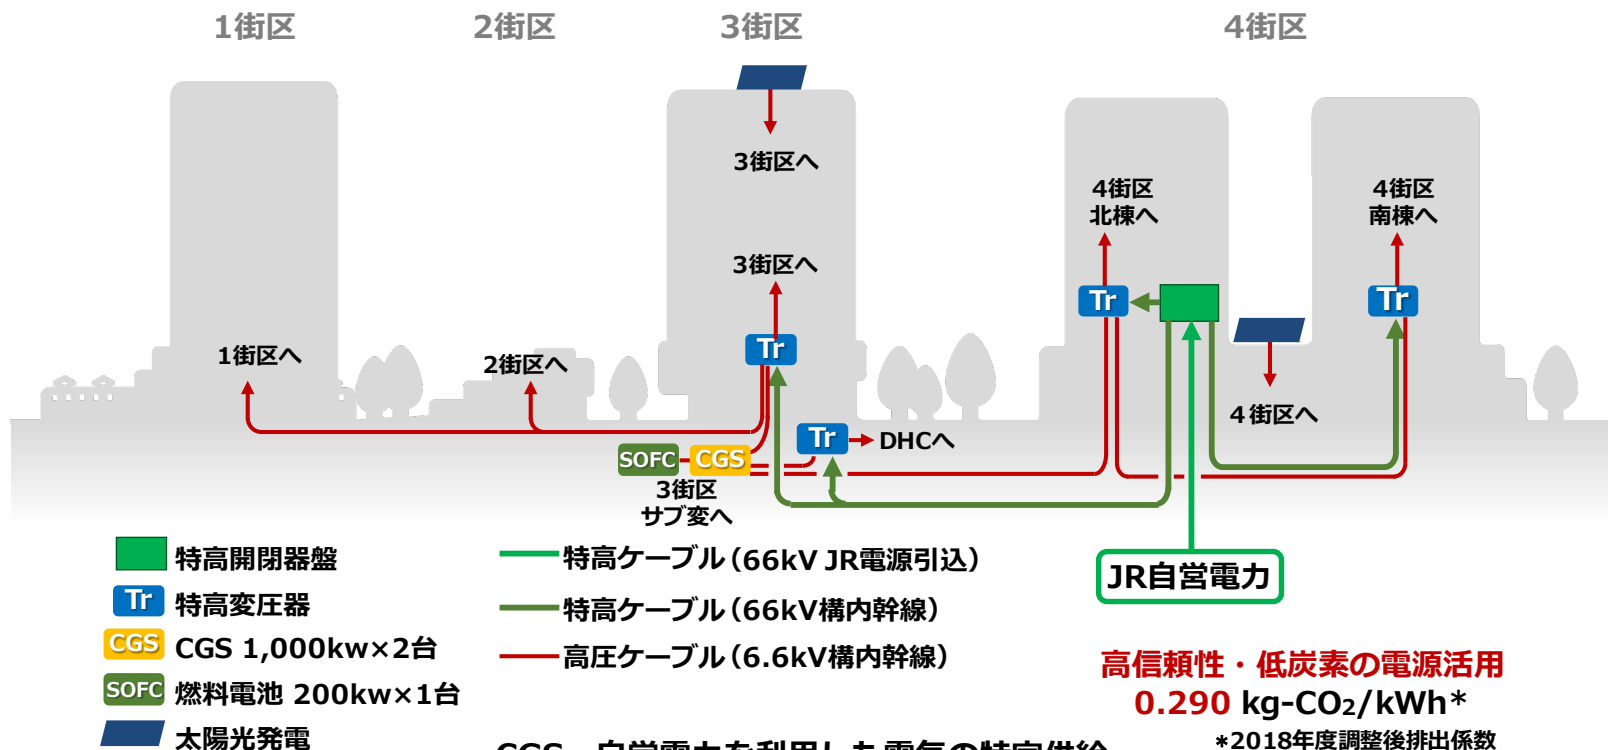 1街区
2街区
3街区
4街区
3街区へ
4街区
北棟へ
4街区
南棟へ
3街区へ
Tr
Tr
Tr
1街区へ
2街区へ
4街区へ
Tr
DHCへ
SOFC
CGS
3街区
サブ変へ
特高開閉器盤
Tr 特高変圧器
CGS CGS 1,000kw×2台
SOFC 燃料電池 200kw×1台
太陽光発電
特高ケーブル(66kV JR電源引込)
特高ケーブル(66kV構内幹線)
高圧ケーブル(6.6kV構内幹線)
JR自営電力
高信頼性・低炭素の電源活用
0.290 kg-CO₂/kWh*
*2018年度調整後排出係数